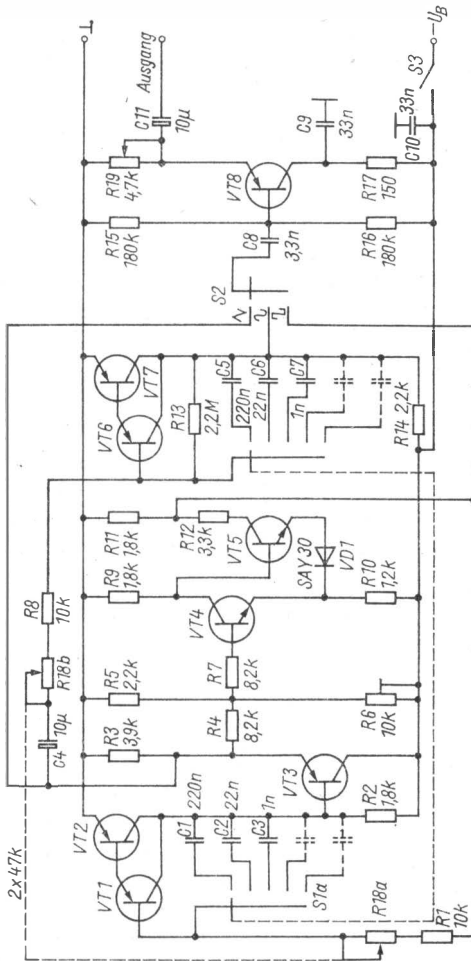 2x47k
C4
10µ
R18b
R8
10k
VT1
VT2
R3
3,9k
R5
2,2k
R9
1,8k
R11
1,8k
VT6
VT7
R15
180k
R19
4,7k
⊥
C11
10µ
Ausgang
R4
8,2k
R7
8,2k
VT4
R12
3,3k
VT5
R13
2,2M
S2
C8
3,3n
VT8
C1
220n
C2
22n
C3
1n
C5
220n
C6
22n
C7
1n
SAY30
VD1
C9
33n
S1a
VT3
R2
1,8k
R6
10k
R10
1,2k
R14
2,2k
R16
180k
R17
150
C10
33n
S3
-UB
R18a
R1
10k